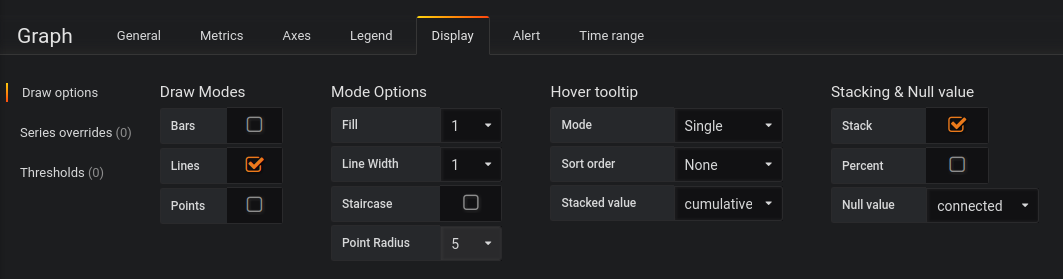 Graph General Metrics Axes Legend Display Alert Time range
Draw options
Series overrides (0)
Thresholds (0)
Draw Modes
Bars
Lines
Points
Mode Options
Fill 1
Line Width 1
Staircase
Point Radius 5
Hover tooltip
Mode Single
Sort order None
Stacked value cumulative
Stacking & Null value
Stack
Percent
Null value connected